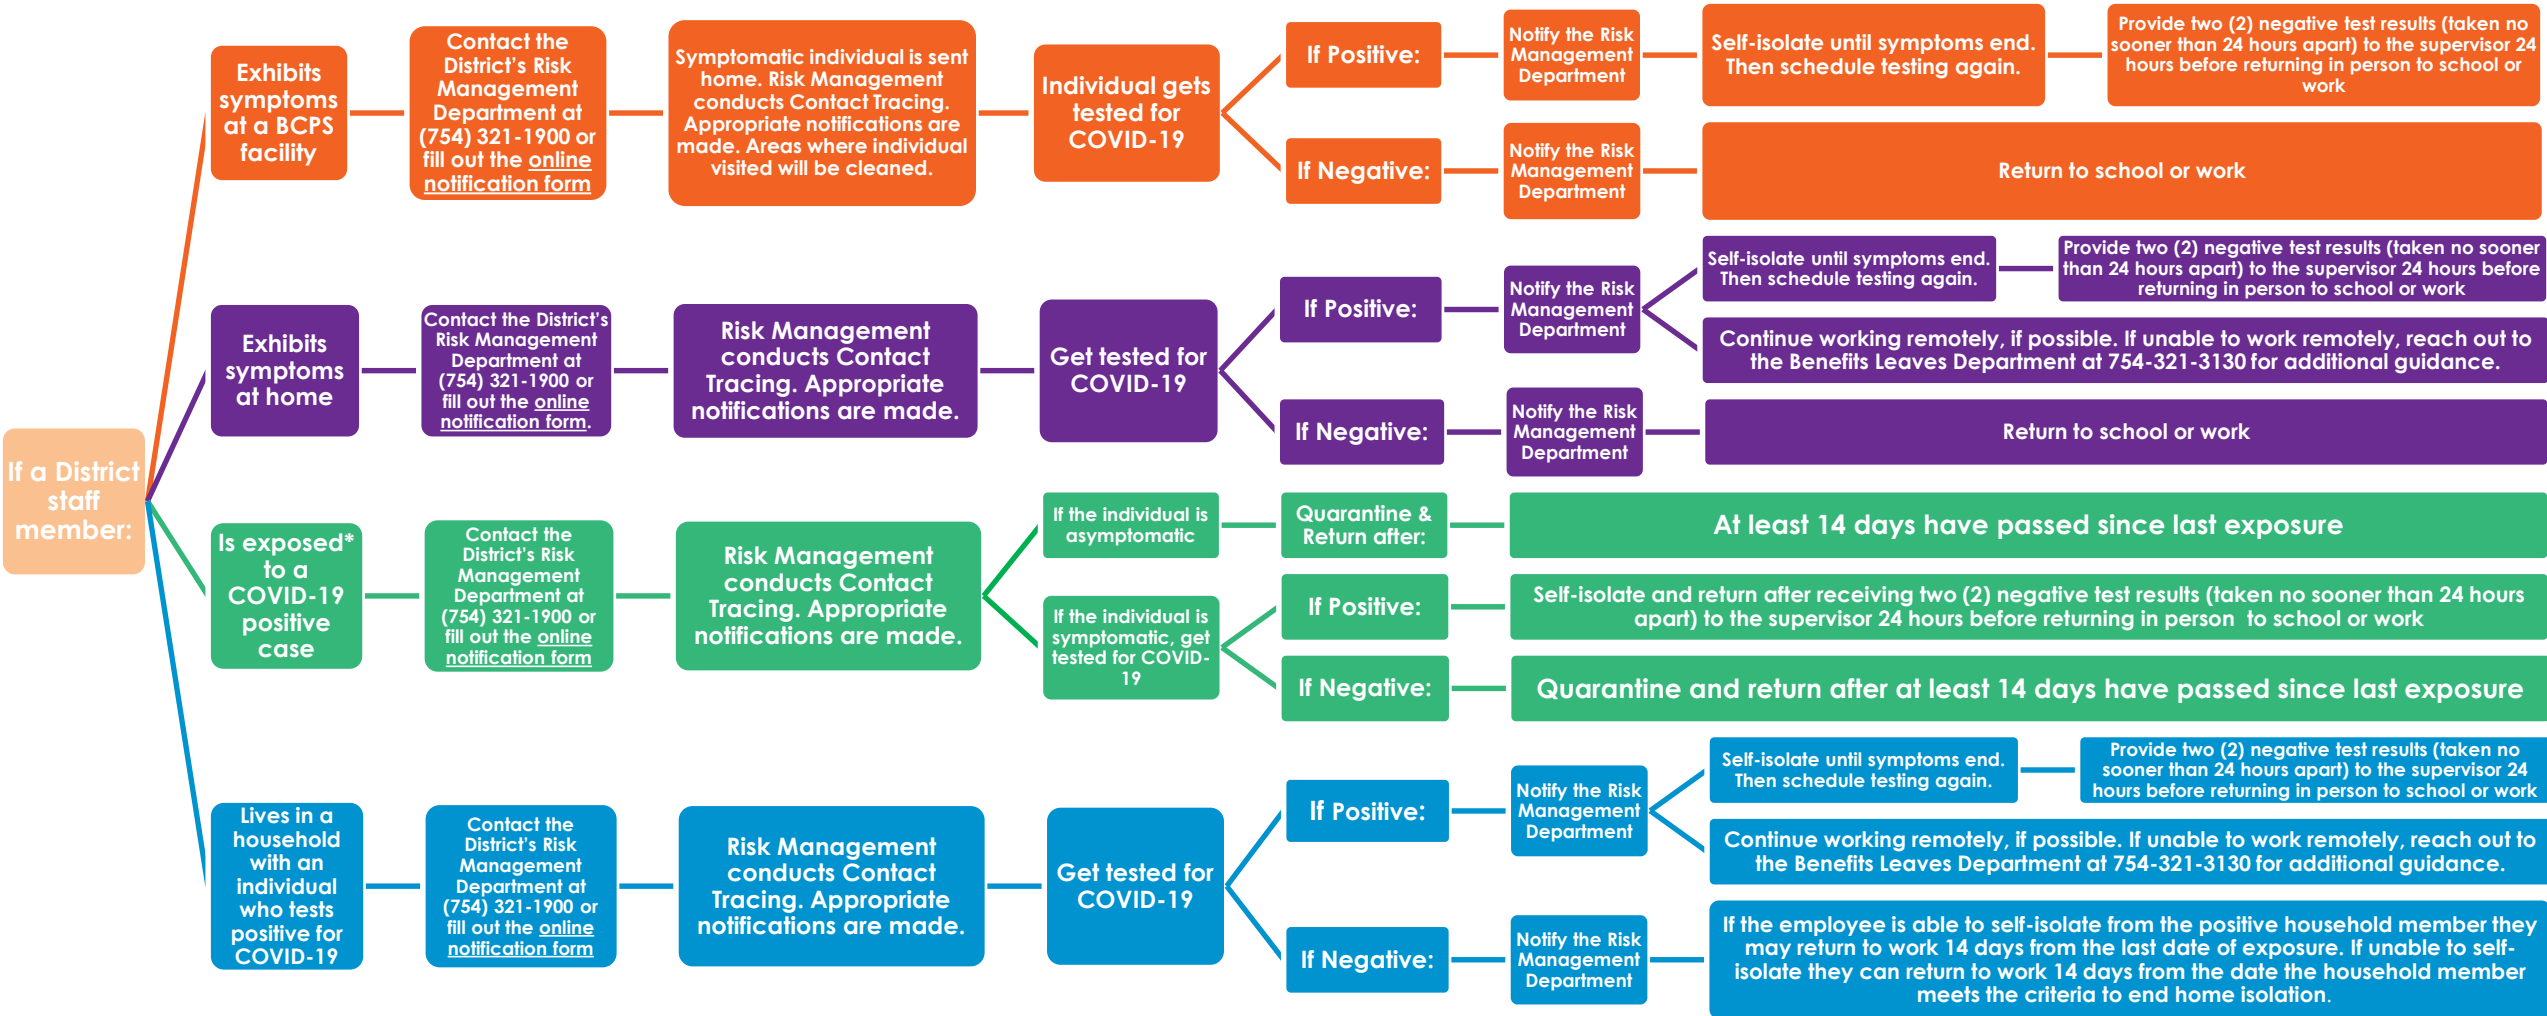 If a District
staff
member:
Exhibits
symptoms
at a BCPS
facility
Contact the
District's Risk
Management
Department at
(754) 321-1900 or
fill out the online
notification form
Symptomatic individual is sent
home. Risk Management
conducts Contact Tracing.
Appropriate notifications are
made. Areas where individual
visited will be cleaned.
Individual gets
tested for
COVID-19
If Positive:
Notify the Risk
Management
Department
Self-isolate until symptoms end.
Then schedule testing again.
Provide two (2) negative test results (taken no
sooner than 24 hours apart) to the supervisor 24
hours before returning in person to school or
work
If Negative:
Notify the Risk
Management
Department
Return to school or work
Exhibits
symptoms
at home
Contact the District's
Risk Management
Department at
(754) 321-1900 or
fill out the online
notification form.
Risk Management
conducts Contact
Tracing. Appropriate
notifications are made.
Get tested for
COVID-19
If Positive:
Notify the Risk
Management
Department
Self-isolate until symptoms end.
Then schedule testing again.
Provide two (2) negative test results (taken no sooner
than 24 hours apart) to the supervisor 24 hours before
returning in person to school or work
Continue working remotely, if possible. If unable to work remotely, reach out to
the Benefits Leaves Department at 754-321-3130 for additional guidance.
If Negative:
Notify the Risk
Management
Department
Return to school or work
Is exposed*
to a
COVID-19
positive
case
Contact the
District's Risk
Management
Department at
(754) 321-1900 or
fill out the online
notification form
Risk Management
conducts Contact
Tracing. Appropriate
notifications are made.
If the individual is
asymptomatic
Quarantine &
Return after:
At least 14 days have passed since last exposure
If the individual is
symptomatic, get
tested for COVID-
19
If Positive:
Self-isolate and return after receiving two (2) negative test results (taken no sooner than 24 hours
apart) to the supervisor 24 hours before returning in person to school or work
If Negative:
Quarantine and return after at least 14 days have passed since last exposure
Lives in a
household
with an
individual
who tests
positive for
COVID-19
Contact the
District's Risk
Management
Department at
(754) 321-1900 or
fill out the online
notification form
Risk Management
conducts Contact
Tracing. Appropriate
notifications are made.
Get tested for
COVID-19
If Positive:
Notify the Risk
Management
Department
Self-isolate until symptoms end.
Then schedule testing again.
Provide two (2) negative test results (taken no
sooner than 24 hours apart) to the supervisor 24
hours before returning in person to school or work
Continue working remotely, if possible. If unable to work remotely, reach out to
the Benefits Leaves Department at 754-321-3130 for additional guidance.
If Negative:
Notify the Risk
Management
Department
If the employee is able to self-isolate from the positive household member they
may return to work 14 days from the last date of exposure. If unable to self-
isolate they can return to work 14 days from the date the household member
meets the criteria to end home isolation.